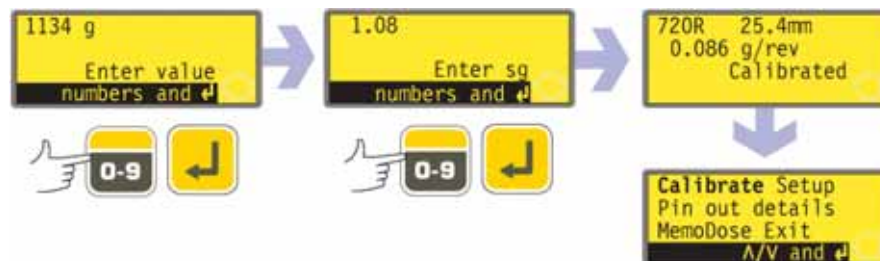 1134 g
Enter value
numbers and ↵
0-9
1.08
Enter sg
numbers and ↵
0-9
720R 25.4mm
0.086 g/rev
Calibrated
Calibrate Setup
Pin out details
MemoDose Exit
Λ/V and ↵